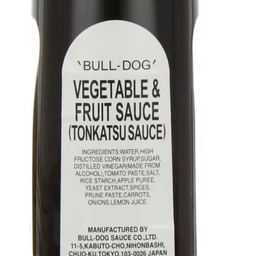 'BULL-DOG'
VEGETABLE &
FRUIT SAUCE
(TONKATSU SAUCE)
INGREDIENTS;WATER,HIGH
FRUCTOSE CORN SYRUP,SUGAR,
DISTILLED VINEGAR(MADE FROM
ALCOHOL),TOMATO PASTE,SALT,
RICE STARCH,APPLE PUREE,
YEAST EXTRACT,SPICES,
PRUNE PASTE,CARROTS,
ONIONS,LEMON JUICE.
MANUFACTURED BY
BULL-DOG SAUCE CO.,LTD.
11-5,KABUTO-CHO,NIHONBASHI,
CHUO-KU,TOKYO,103-0026 JAPAN